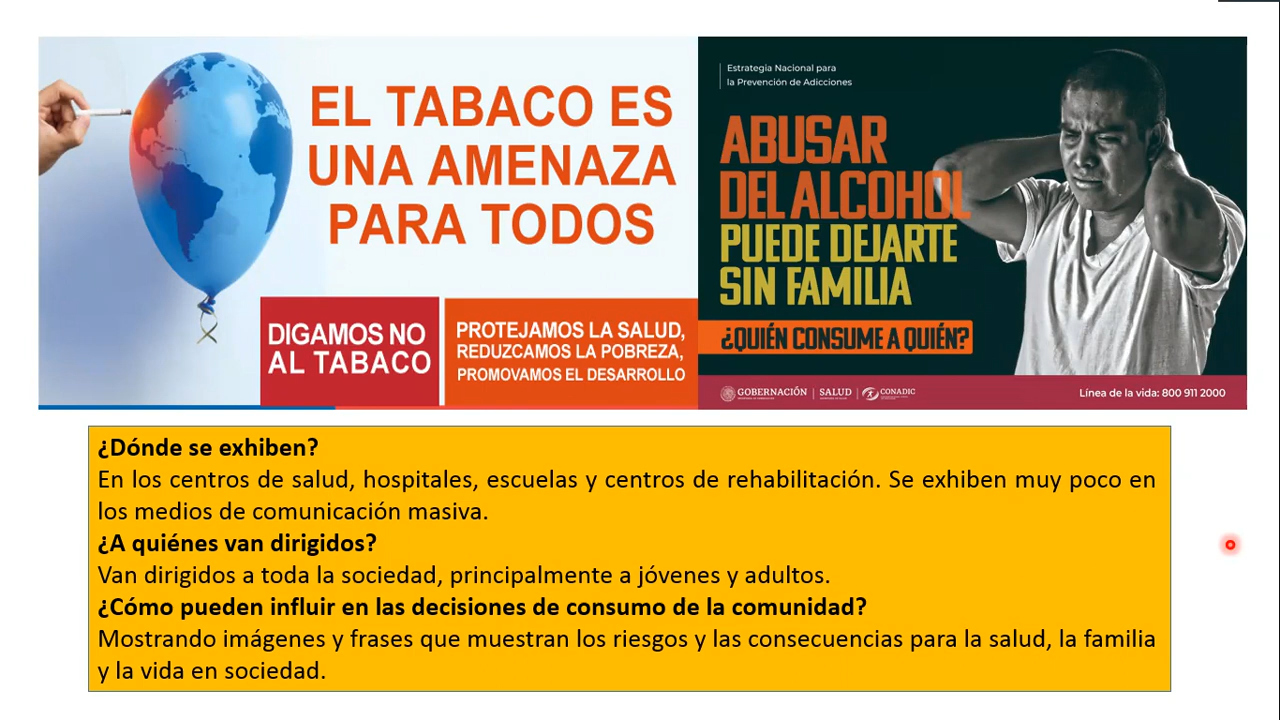 EL TABACO ES
UNA AMENAZA
PARA TODOS
DIGAMOS NO
AL TABACO
PROTEJAMOS LA SALUD,
REDUZCAMOS LA POBREZA,
PROMOVAMOS EL DESARROLLO
Estrategia Nacional para
la Prevención de Adicciones
ABUSAR
DEL ALCOHOL
PUEDE DEJARTE
SIN FAMILIA
¿QUIÉN CONSUME A QUIÉN?
GOBERNACIÓN | SALUD | CONADIC
Línea de la vida: 800 911 2000
¿Dónde se exhiben?
En los centros de salud, hospitales, escuelas y centros de rehabilitación. Se exhiben muy poco en
los medios de comunicación masiva.
¿A quiénes van dirigidos?
Van dirigidos a toda la sociedad, principalmente a jóvenes y adultos.
¿Cómo pueden influir en las decisiones de consumo de la comunidad?
Mostrando imágenes y frases que muestran los riesgos y las consecuencias para la salud, la familia
y la vida en sociedad.